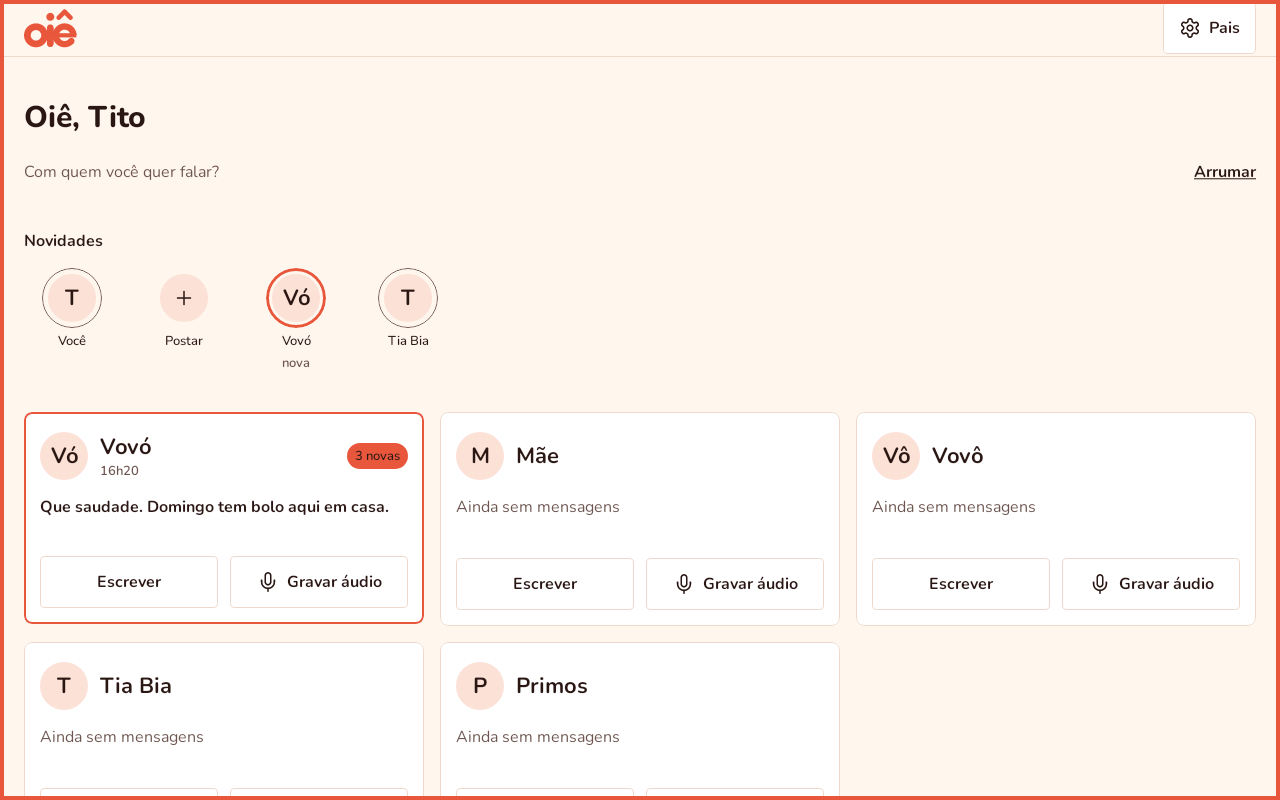 oiê
Pais
Oiê, Tito
Com quem você quer falar?
Arrumar
Novidades
T
Você
Postar
Vó
Vovó
nova
T
Tia Bia
Vó
Vovó
16h20
3 novas
Que saudade. Domingo tem bolo aqui em casa.
Escrever
Gravar áudio
M
Mãe
Ainda sem mensagens
Escrever
Gravar áudio
Vô
Vovô
Ainda sem mensagens
Escrever
Gravar áudio
T
Tia Bia
Ainda sem mensagens
P
Primos
Ainda sem mensagens